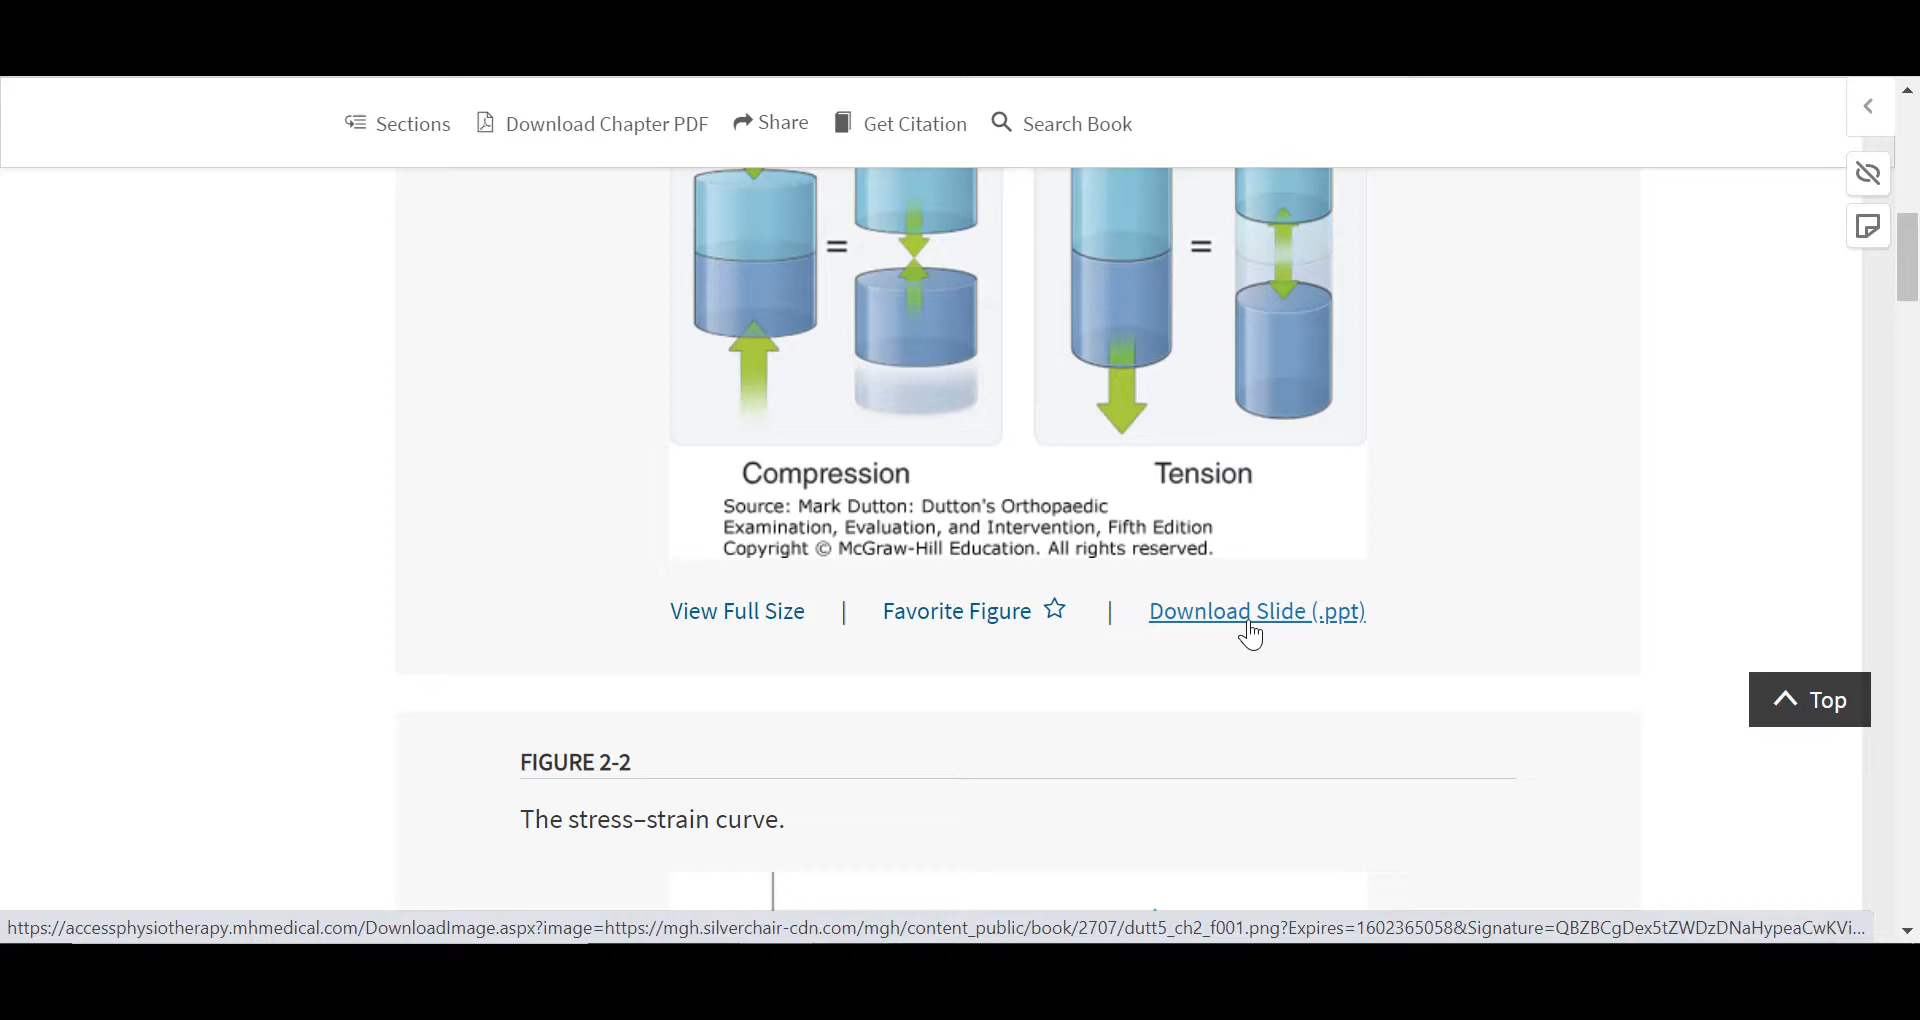 Sections Download Chapter PDF Share Get Citation Search Book
= =
Compression Tension
Source: Mark Dutton: Dutton's Orthopaedic
Examination, Evaluation, and Intervention, Fifth Edition
Copyright © McGraw-Hill Education. All rights reserved.
View Full Size | Favorite Figure | Download Slide (.ppt)
Top
FIGURE 2-2
The stress–strain curve.
https://accessphysiotherapy.mhmedical.com/DownloadImage.aspx?image=https://mgh.silverchair-cdn.com/mgh/content_public/book/2707/dutt5_ch2_f001.png?Expires=1602365058&Signature=QBZBCgDex5tZWDzDNaHypeaCwKVi...